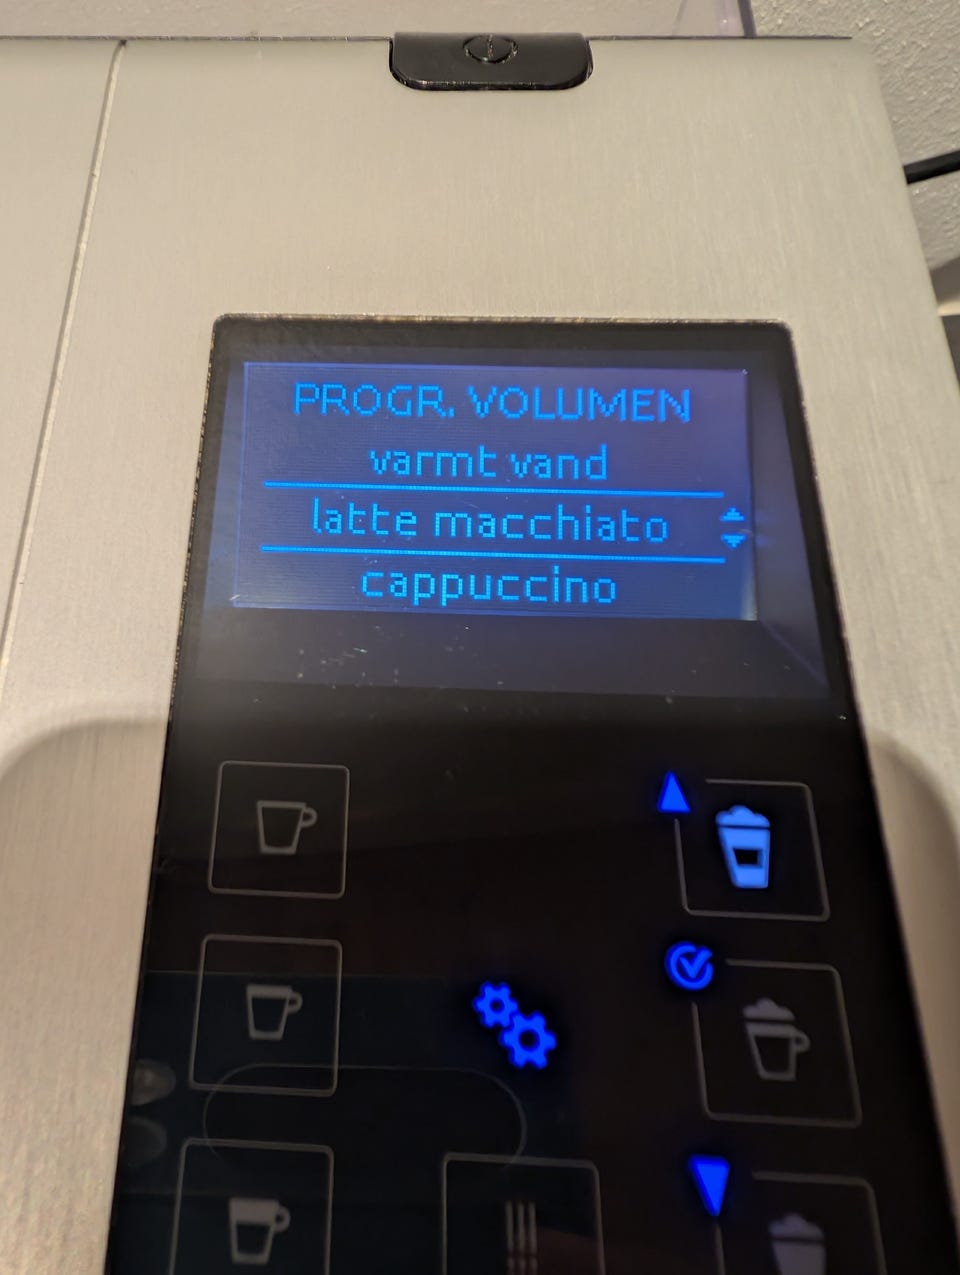 PROGR. VOLUMEN
varmt vand
latte macchiato
cappuccino